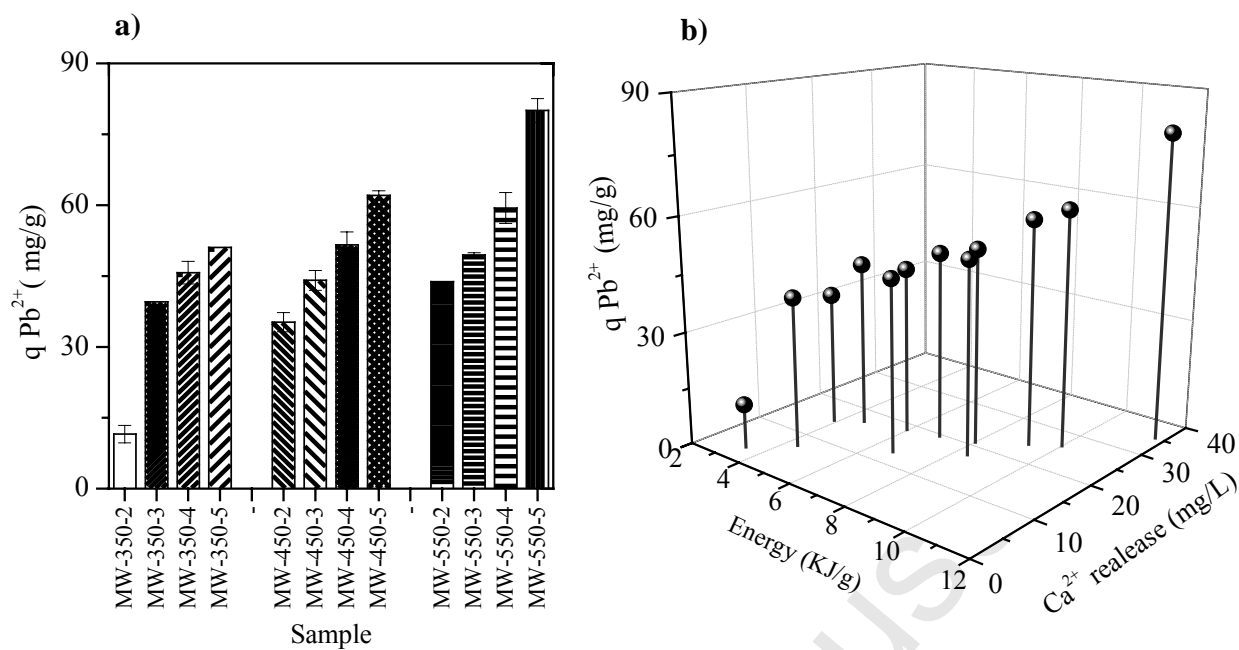 a)
90
60
30
0
q Pb²⁺ ( mg/g)
MW-350-2
MW-350-3
MW-350-4
MW-350-5
-
MW-450-2
MW-450-3
MW-450-4
MW-450-5
-
MW-550-2
MW-550-3
MW-550-4
MW-550-5
Sample
b)
90
60
30
0
q Pb²⁺ (mg/g)
2
4
6
8
10
12
Energy (KJ/g)
0
10
20
30
40
Ca²⁺ realease (mg/L)
us